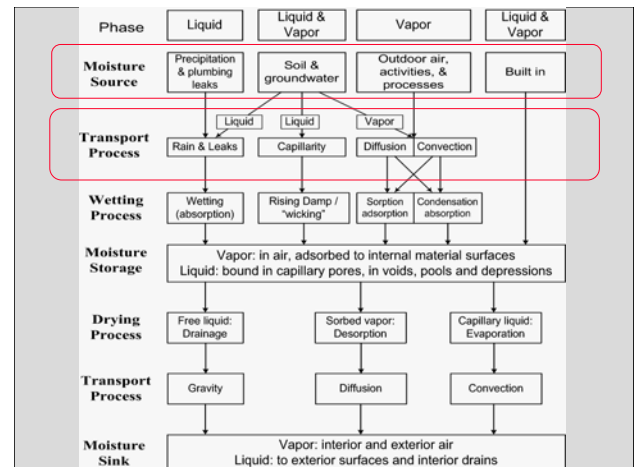 Phase
Liquid
Liquid &
Vapor
Vapor
Liquid &
Vapor
Moisture
Source
Precipitation
& plumbing
leaks
Soil &
groundwater
Outdoor air,
activities, &
processes
Built in
Liquid
Liquid
Vapor
Transport
Process
Rain & Leaks
Capillarity
Diffusion
Convection
Wetting
Process
Wetting
(absorption)
Rising Damp /
"wicking"
Sorption
adsorption
Condensation
absorption
Moisture
Storage
Vapor: in air, adsorbed to internal material surfaces
Liquid: bound in capillary pores, in voids, pools and depressions
Drying
Process
Free liquid:
Drainage
Sorbed vapor:
Desorption
Capillary liquid:
Evaporation
Transport
Process
Gravity
Diffusion
Convection
Moisture
Sink
Vapor: interior and exterior air
Liquid: to exterior surfaces and interior drains